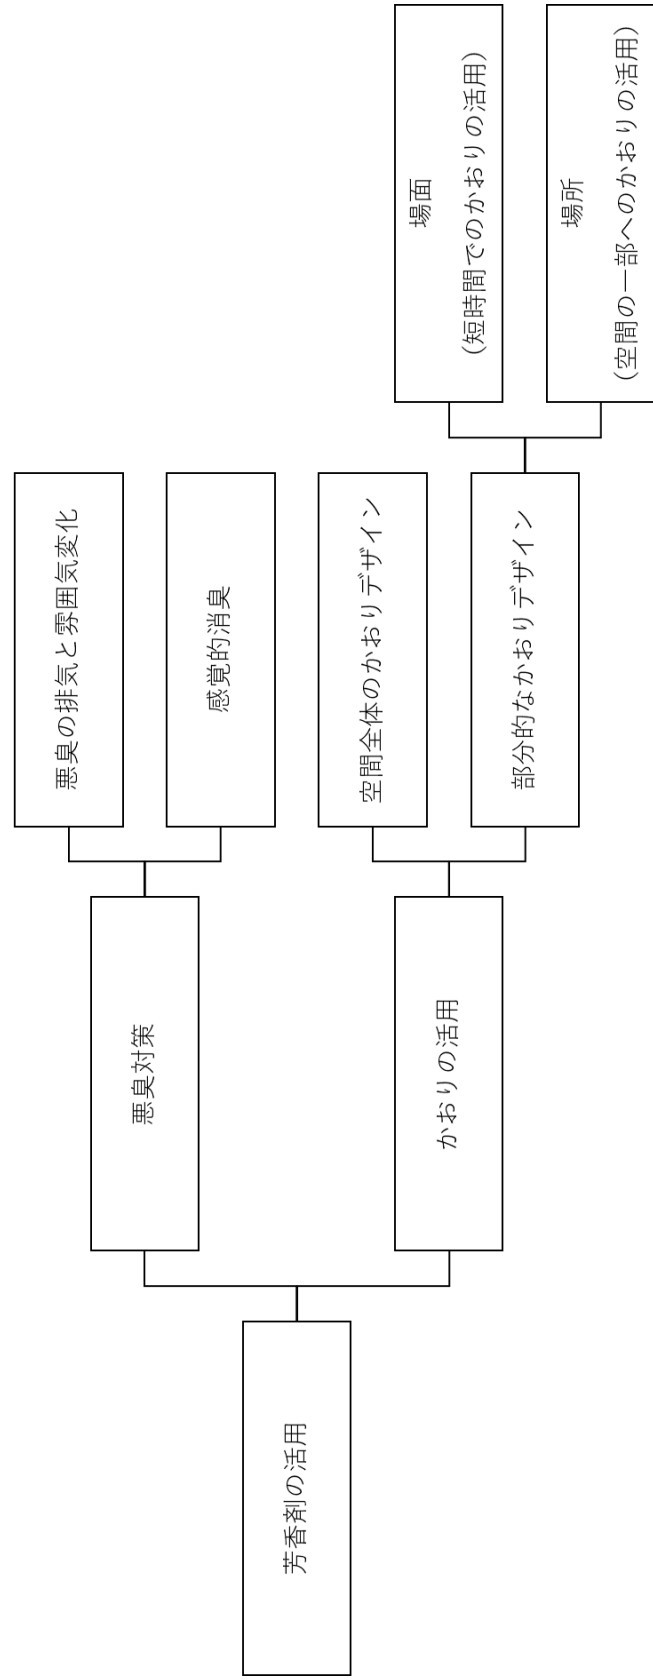 芳香剤の活用
悪臭対策
悪臭の排気と雰囲気変化
感覚的消臭
かおりの活用
空間全体のかおりデザイン
部分的なかおりデザイン
場面
(短時間でのかおりの活用)
場所
(空間の一部へのかおりの活用)